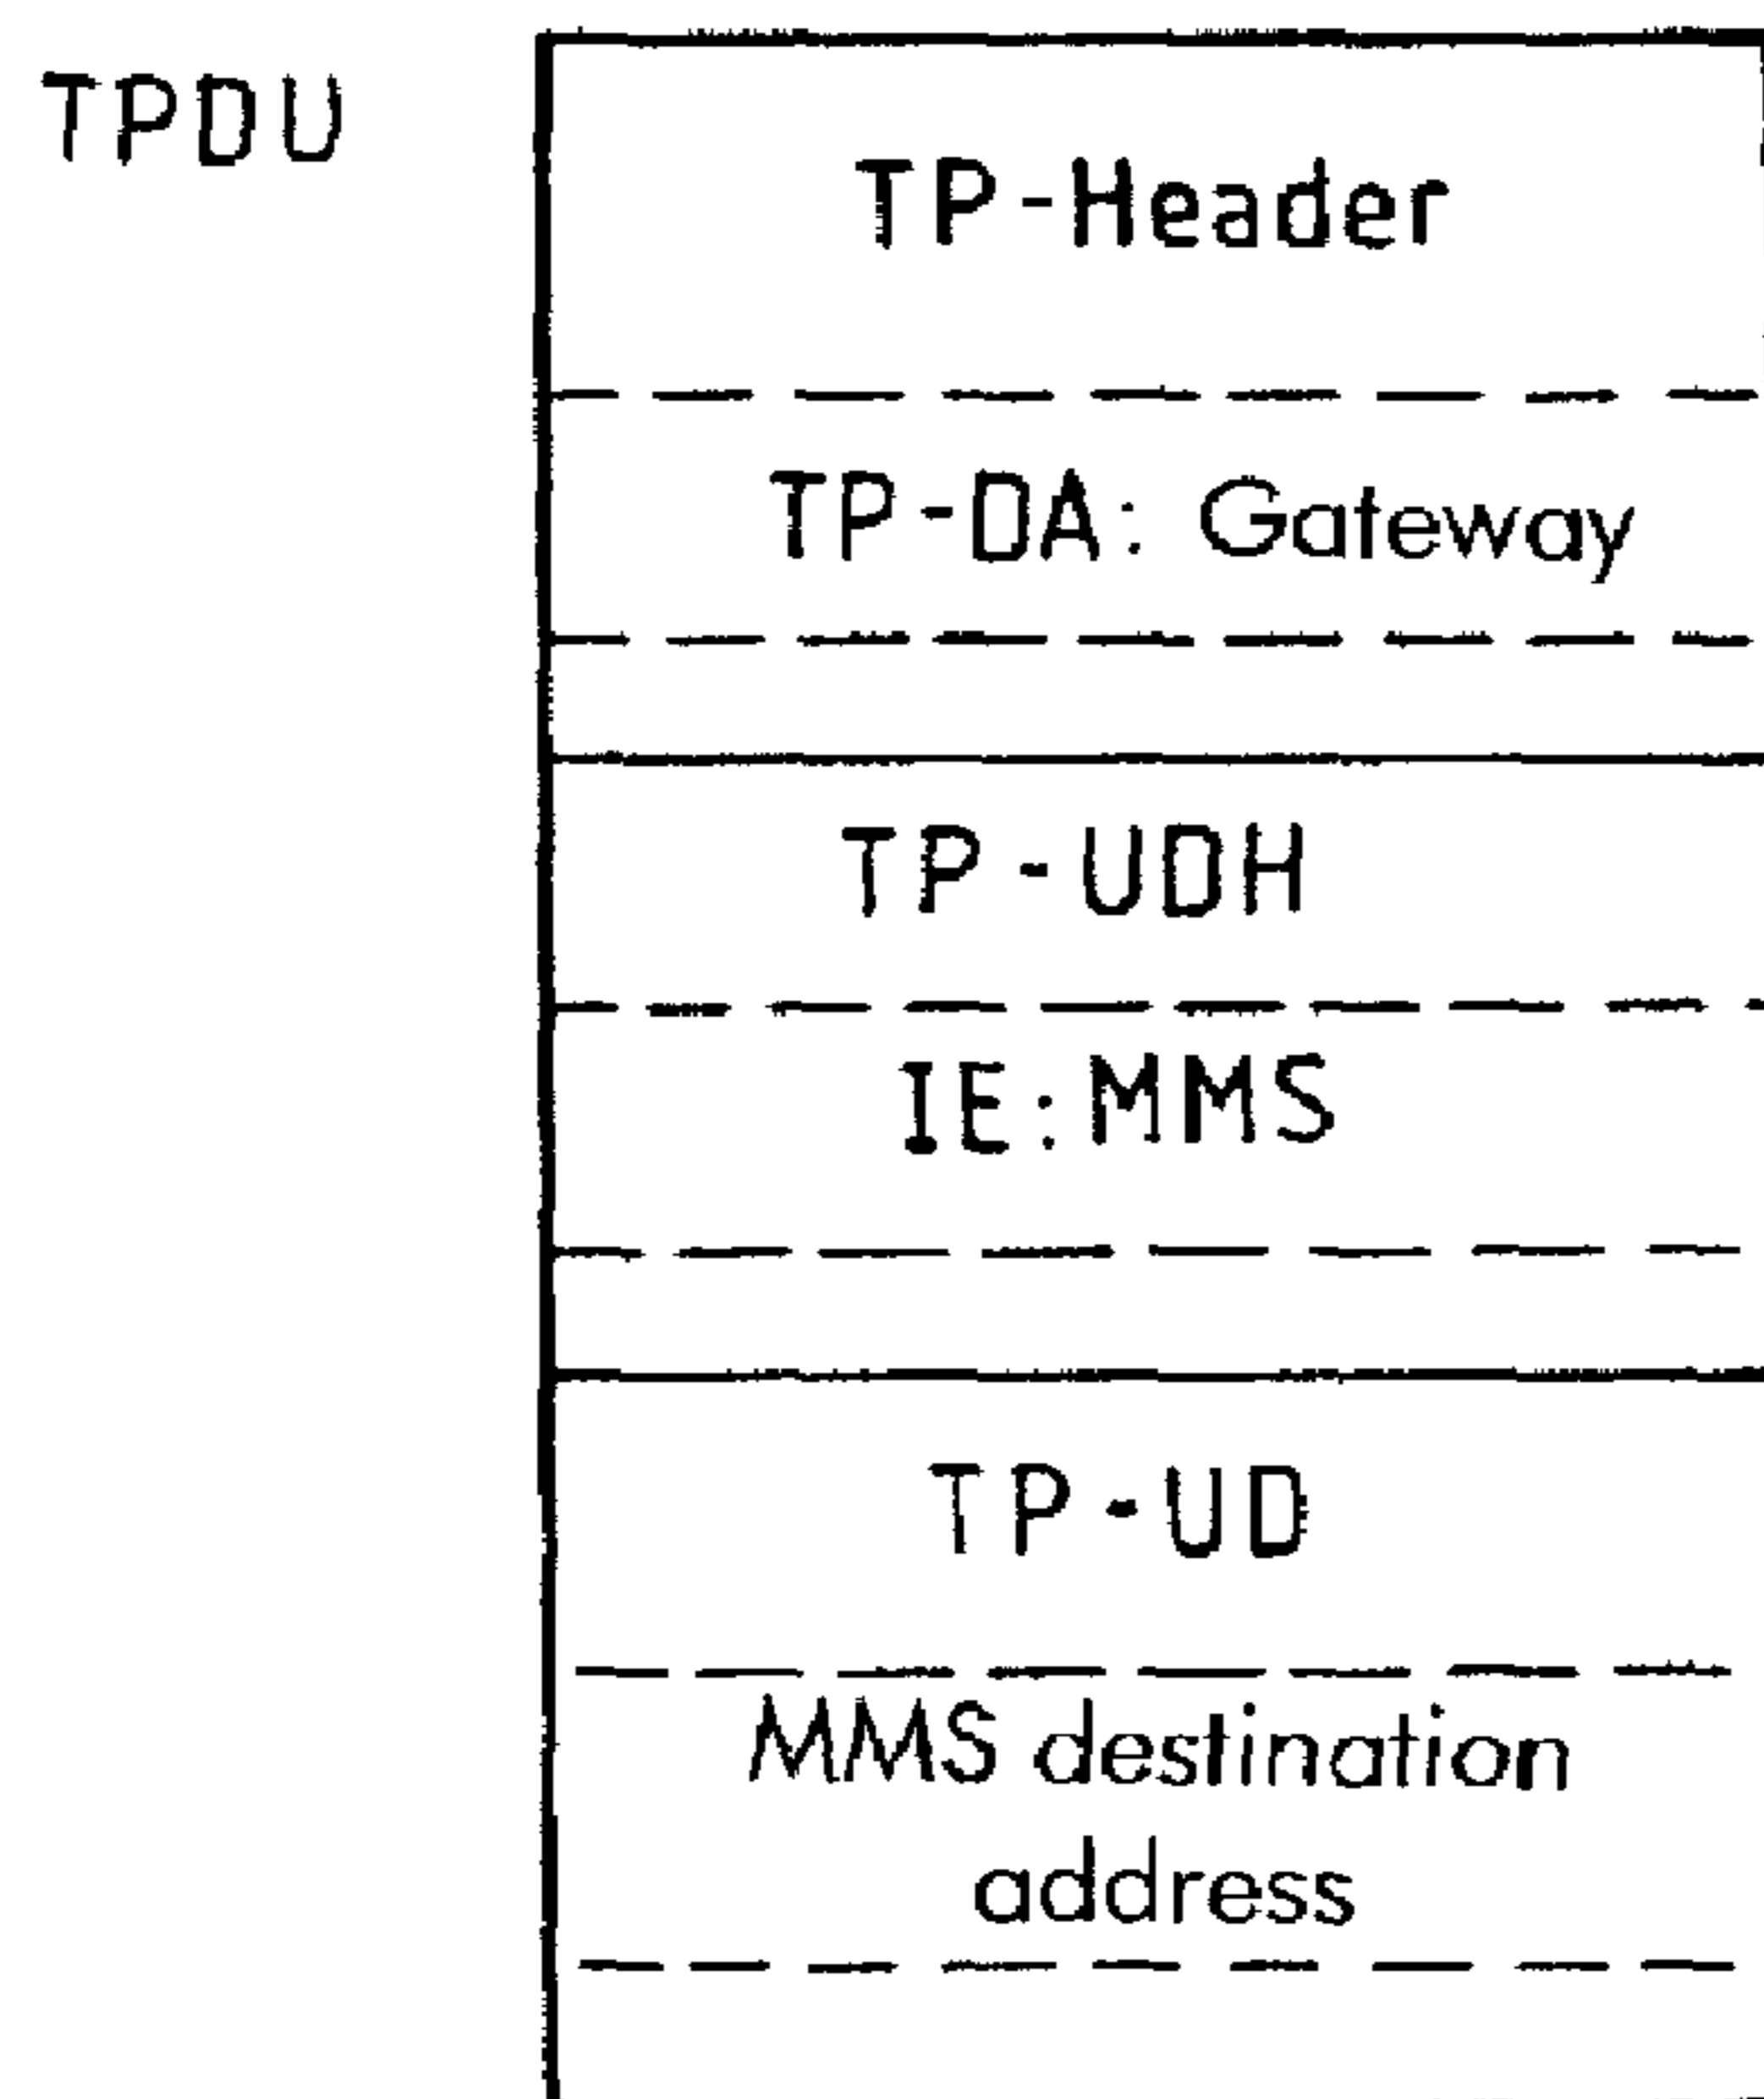 TPDU
TP-Header
TP-DA: Gateway
TP-UDH
IE:MMS
TP-UD
MMS destination
address